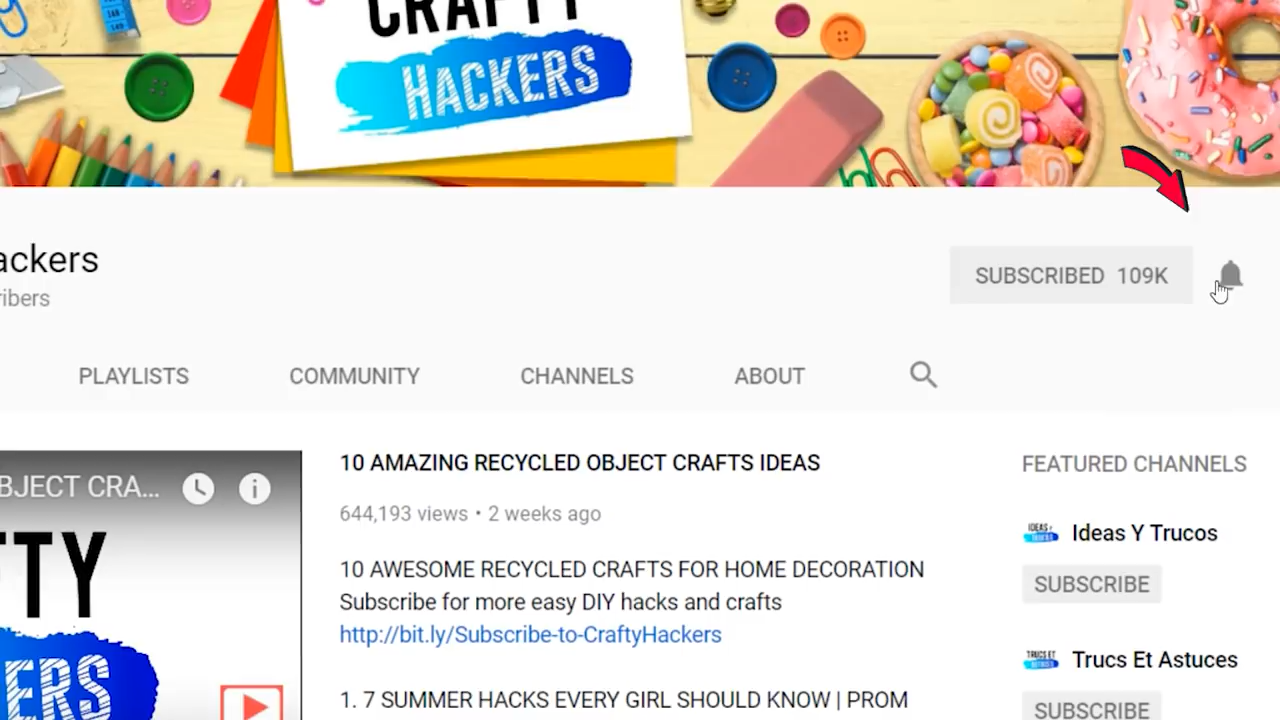 CRAFTY
HACKERS
ackers
SUBSCRIBED 109K
ribers
PLAYLISTS
COMMUNITY
CHANNELS
ABOUT
BJECT CRA...
TY
ERS
10 AMAZING RECYCLED OBJECT CRAFTS IDEAS
644,193 views • 2 weeks ago
10 AWESOME RECYCLED CRAFTS FOR HOME DECORATION
Subscribe for more easy DIY hacks and crafts
http://bit.ly/Subscribe-to-CraftyHackers
1. 7 SUMMER HACKS EVERY GIRL SHOULD KNOW | PROM
FEATURED CHANNELS
Ideas Y Trucos
SUBSCRIBE
TRUCS ET
Trucs Et Astuces
SUBSCRIBE